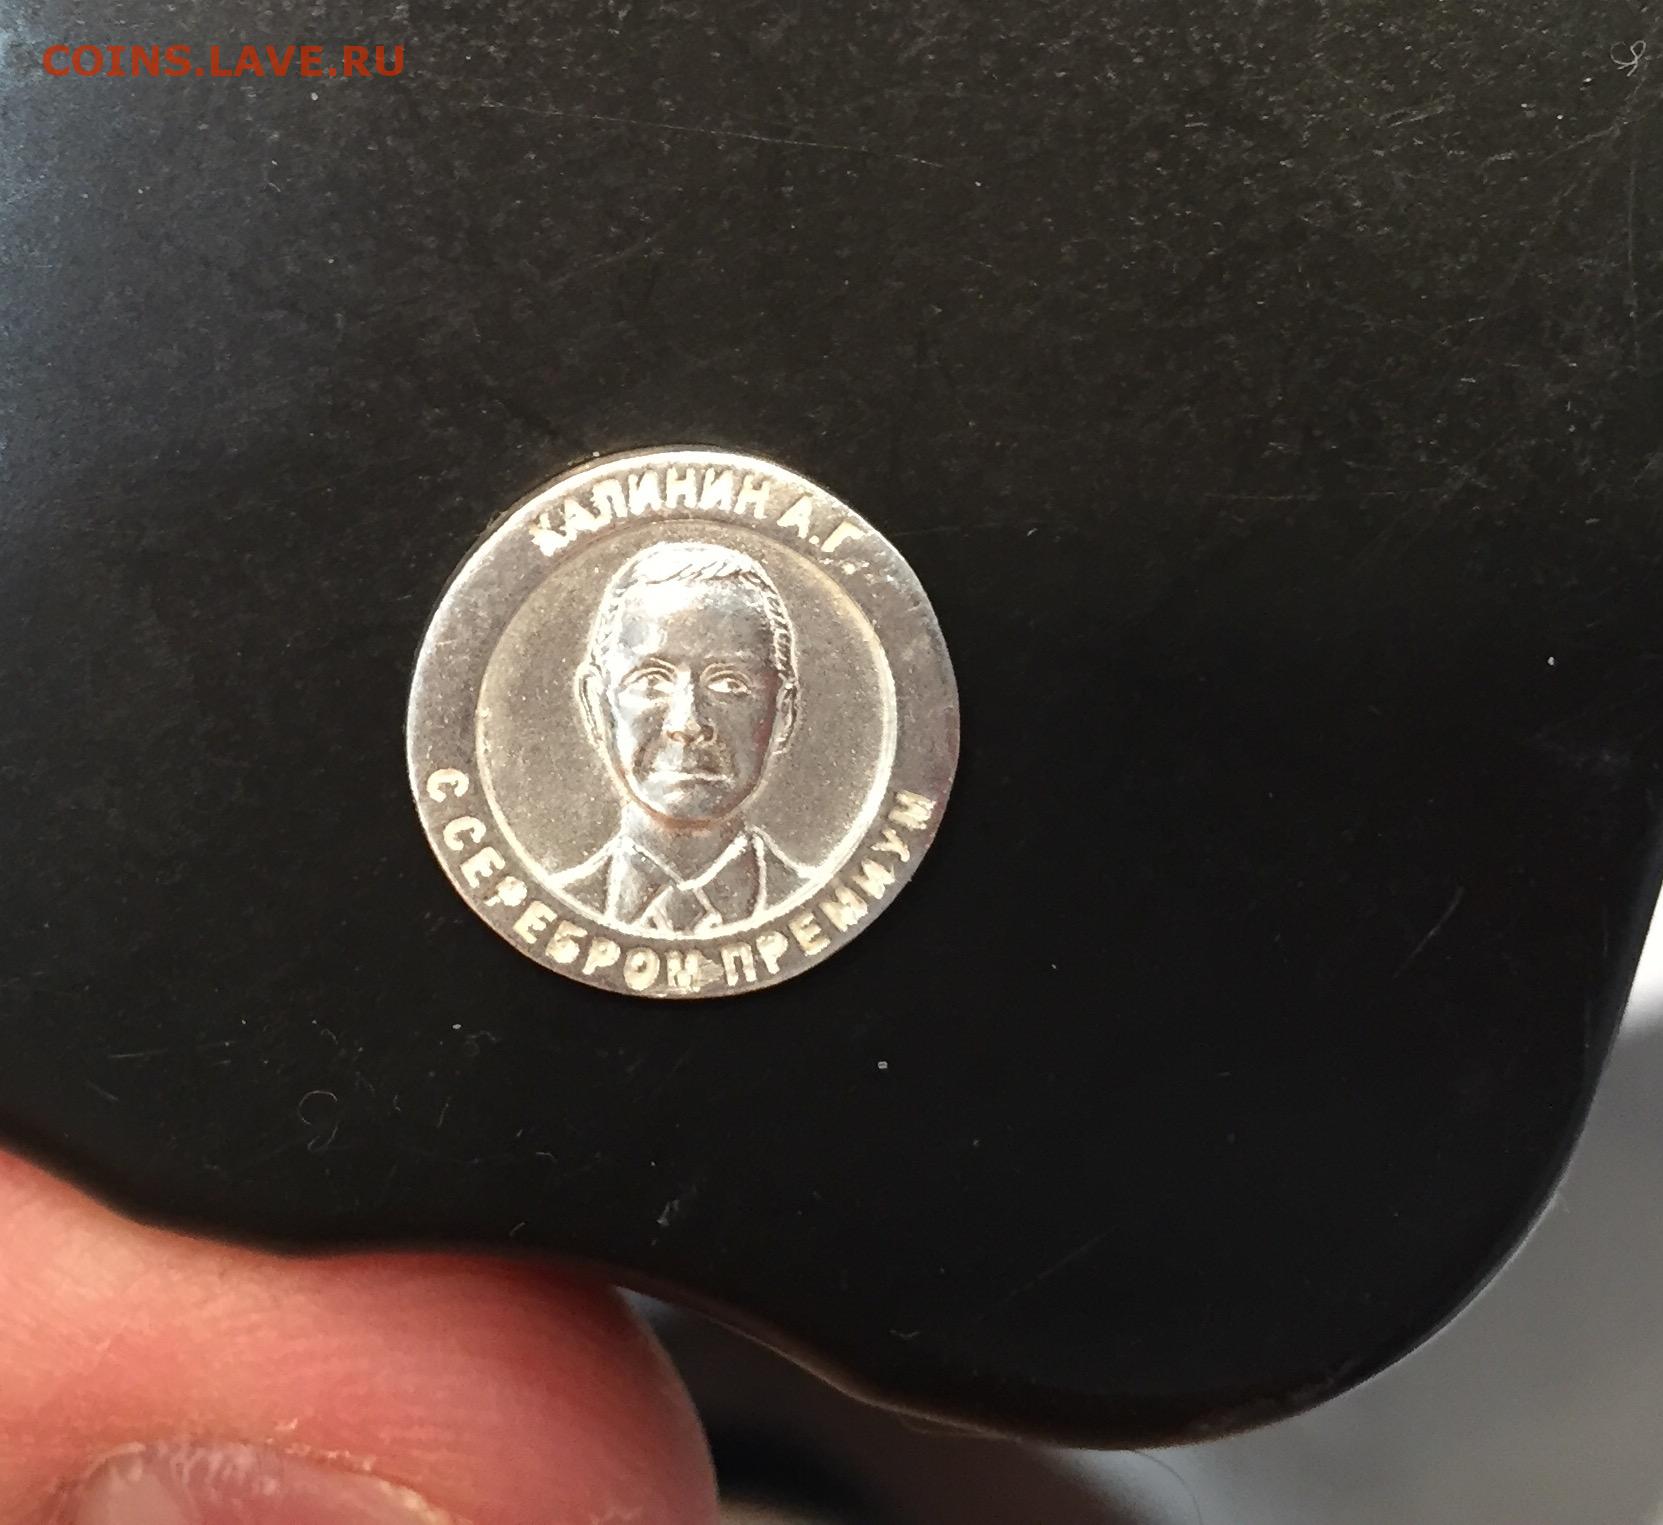 COINS.LAVE.RU
КАЛИНИН А.Г
С СЕРЕБРОМ ПРЕМИУМ